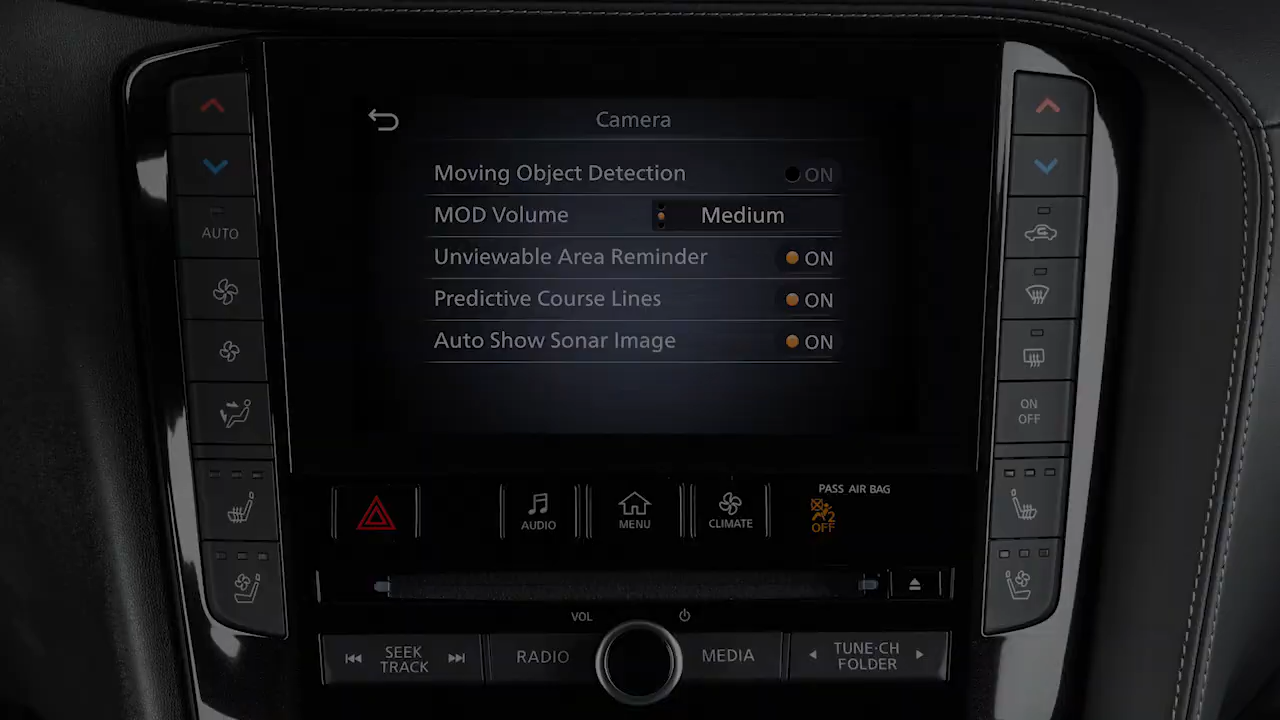 Camera
Moving Object Detection ON
MOD Volume Medium
Unviewable Area Reminder ON
Predictive Course Lines ON
Auto Show Sonar Image ON
AUTO
ON
OFF
PASS AIR BAG
AUDIO
MENU
CLIMATE
2
OFF
VOL
SEEK
TRACK
RADIO
MEDIA
TUNE·CH
FOLDER